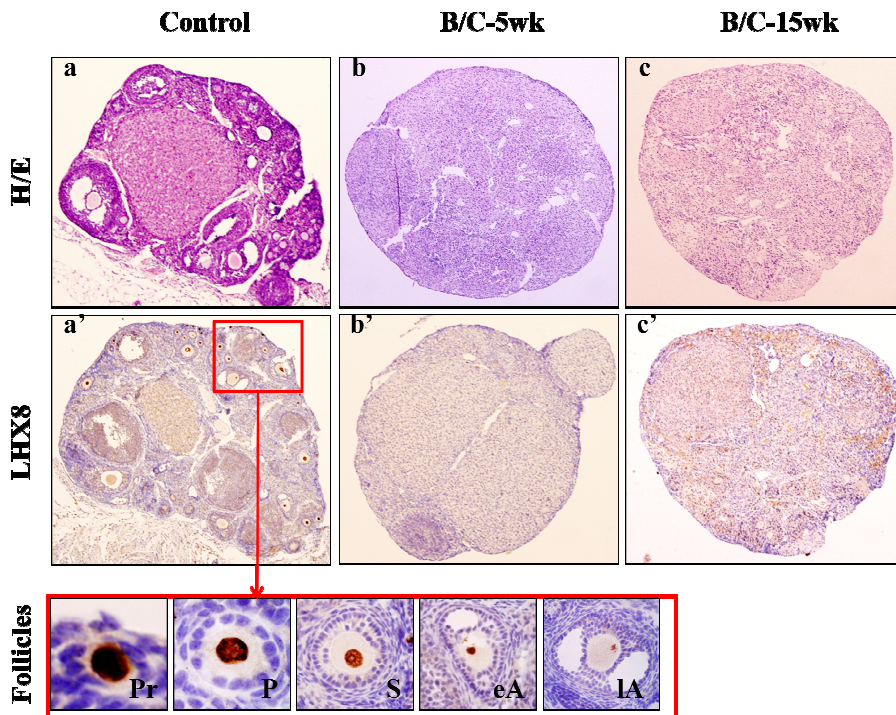 Control B/C-5wk B/C-15wk
H/E
a b c
LHX8
a' b' c'
Follicles
Pr P S eA lA